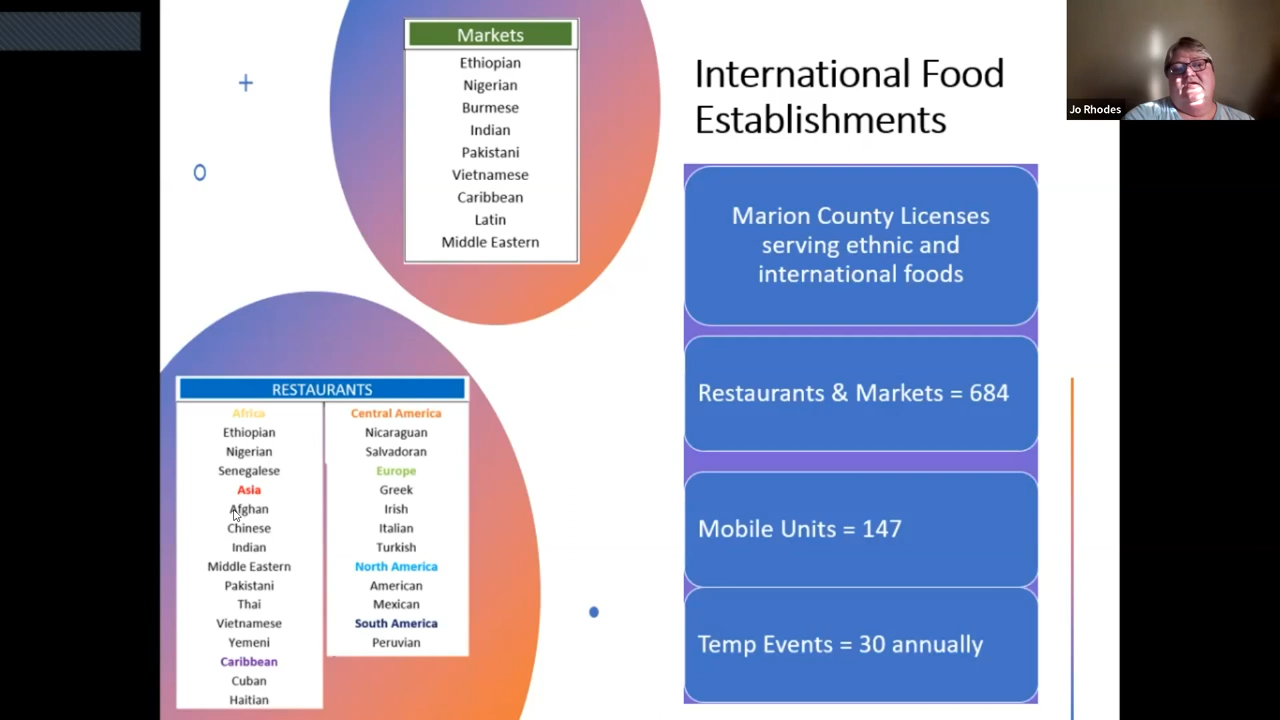 Markets
Ethiopian
Nigerian
Burmese
Indian
Pakistani
Vietnamese
Caribbean
Latin
Middle Eastern
International Food
Establishments
Jo Rhodes
Marion County Licenses
serving ethnic and
international foods
Restaurants & Markets = 684
Mobile Units = 147
Temp Events = 30 annually
RESTAURANTS
Africa
Ethiopian
Nigerian
Senegalese
Asia
Afghan
Chinese
Indian
Middle Eastern
Pakistani
Thai
Vietnamese
Yemeni
Caribbean
Cuban
Haitian
Central America
Nicaraguan
Salvadoran
Europe
Greek
Irish
Italian
Turkish
North America
American
Mexican
South America
Peruvian